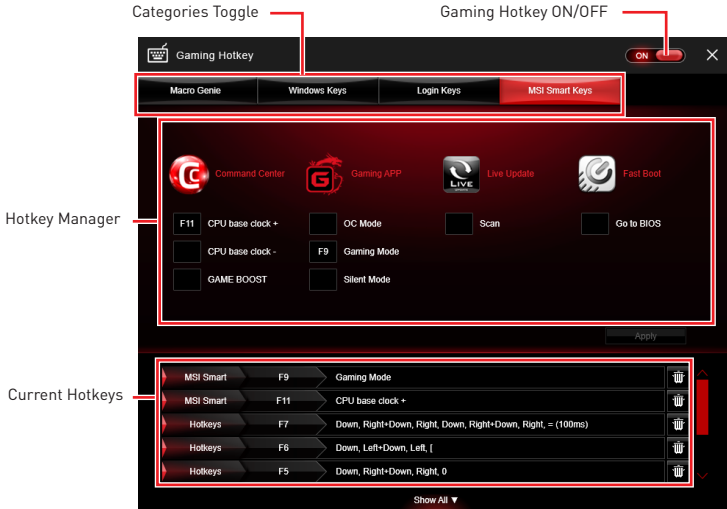 Categories Toggle
Gaming Hotkey ON/OFF
Gaming Hotkey
ON
Macro Genie
Windows Keys
Login Keys
MSI Smart Keys
Hotkey Manager
Command Center
Gaming APP
LIVE
Live Update
Fast Boot
F11 CPU base clock +
OC Mode
Scan
Go to BIOS
CPU base clock -
F9 Gaming Mode
GAME BOOST
Silent Mode
Apply
Current Hotkeys
MSI Smart F9 Gaming Mode
MSI Smart F11 CPU base clock +
Hotkeys F7 Down, Right+Down, Right, Down, Right+Down, Right, = (100ms)
Hotkeys F6 Down, Left+Down, Left, [
Hotkeys F5 Down, Right+Down, Right, 0
Show All ▼